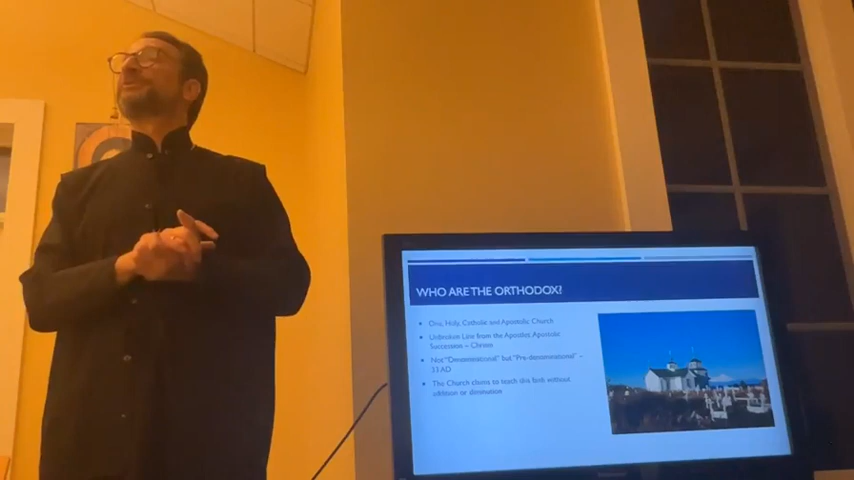 WHO ARE THE ORTHODOX?
One, Holy, Catholic and Apostolic Church
Unbroken Line from the Apostles, Apostolic
Succession – Christ
Not "Denominational" but "Pre-denominational" –
33 AD
The Church claims to teach this faith without
addition or diminution